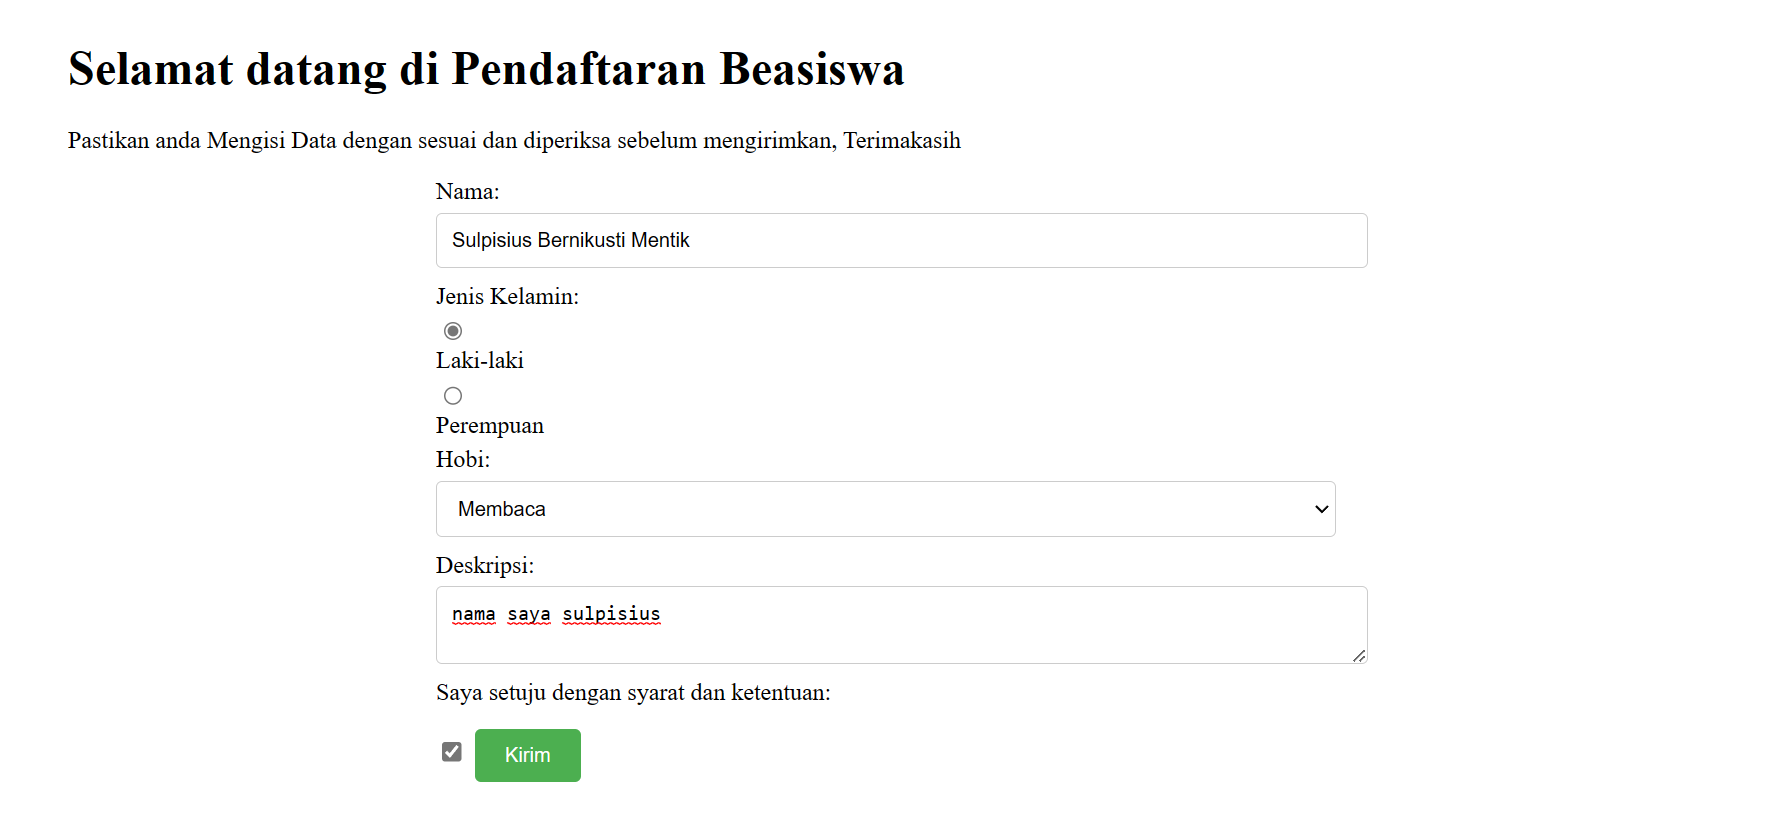 Selamat datang di Pendaftaran Beasiswa
Pastikan anda Mengisi Data dengan sesuai dan diperiksa sebelum mengirimkan, Terimakasih
Nama:
Sulpisius Bernikusti Mentik
Jenis Kelamin:
Laki-laki
Perempuan
Hobi:
Membaca
Deskripsi:
nama saya sulpisius
Saya setuju dengan syarat dan ketentuan:
Kirim